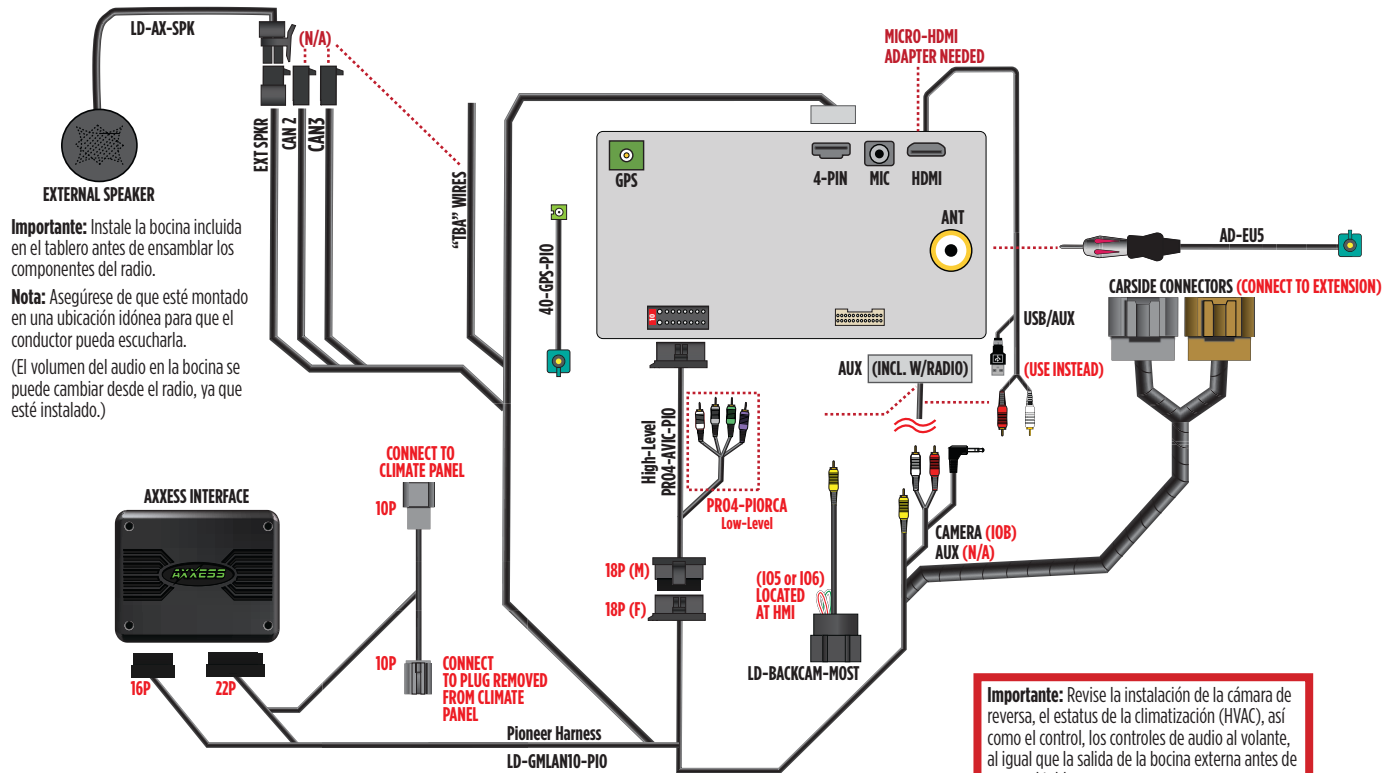 LD-AX-SPK
(N/A)
MICRO-HDMI
ADAPTER NEEDED
EXT SPKR
CAN 2
CAN3
"TBA" WIRES
EXTERNAL SPEAKER
Importante: Instale la bocina incluida
en el tablero antes de ensamblar los
componentes del radio.
Nota: Asegúrese de que esté montado
en una ubicación idónea para que el
conductor pueda escucharla.
(El volumen del audio en la bocina se
puede cambiar desde el radio, ya que
esté instalado.)
GPS
4-PIN
MIC
HDMI
ANT
40-GPS-PIO
10
AD-EU5
CARSIDE CONNECTORS (CONNECT TO EXTENSION)
USB/AUX
AUX (INCL. W/RADIO)
(USE INSTEAD)
High-Level
PR04-AVIC-PIO
PR04-PIORCA
Low-Level
CONNECT TO
CLIMATE PANEL
10P
AXXESS INTERFACE
AXXESS
18P (M)
18P (F)
(IO5 or IO6)
LOCATED
AT HMI
CAMERA (IOB)
AUX (N/A)
LD-BACKCAM-MOST
10P
CONNECT
TO PLUG REMOVED
FROM CLIMATE
PANEL
16P
22P
Pioneer Harness
LD-GMLAN10-PIO
Importante: Revise la instalación de la cámara de
reversa, el estatus de la climatización (HVAC), así
como el control, los controles de audio al volante,
al igual que la salida de la bocina externa antes de